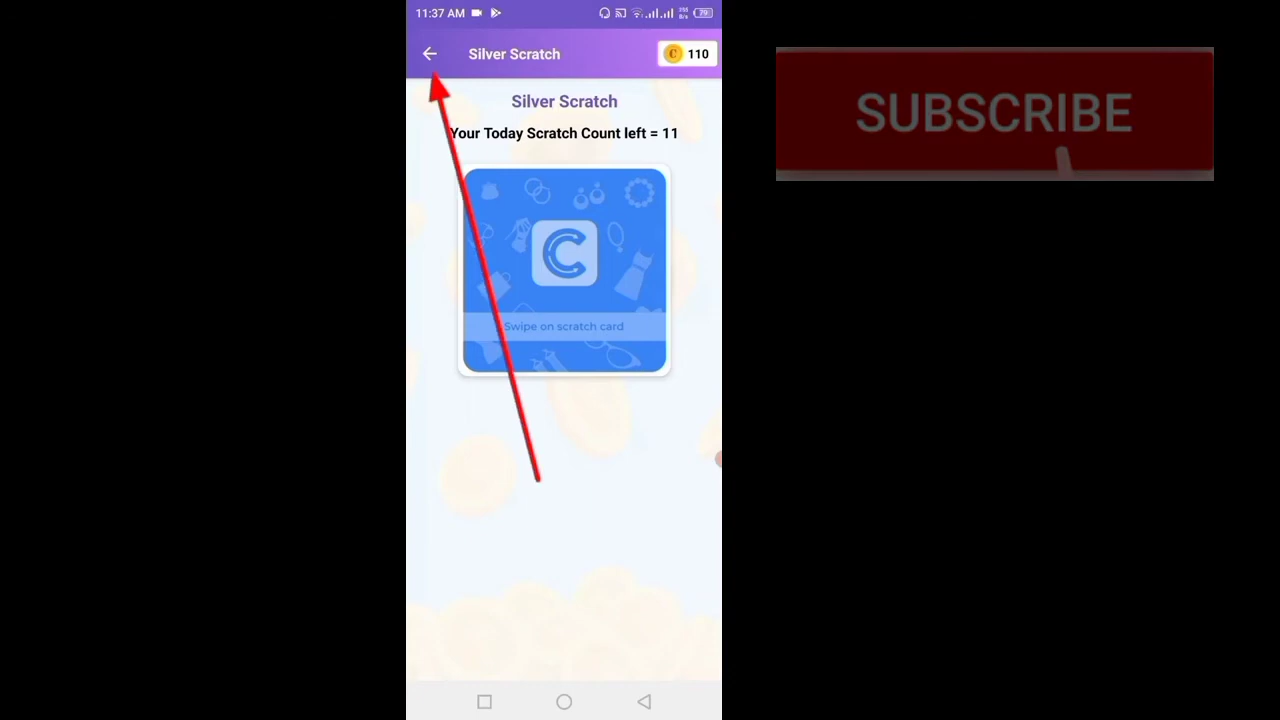 11:37 AM
79
Silver Scratch
C 110
Silver Scratch
Your Today Scratch Count left = 11
C
Swipe on scratch card
SUBSCRIBE